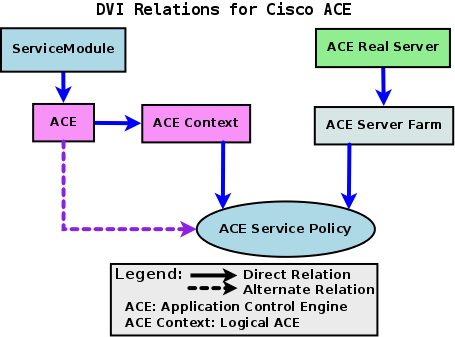 DVI Relations for Cisco ACE
ServiceModule
ACE Real Server
ACE
ACE Context
ACE Server Farm
ACE Service Policy
Legend:
Direct Relation
Alternate Relation
ACE: Application Control Engine
ACE Context: Logical ACE